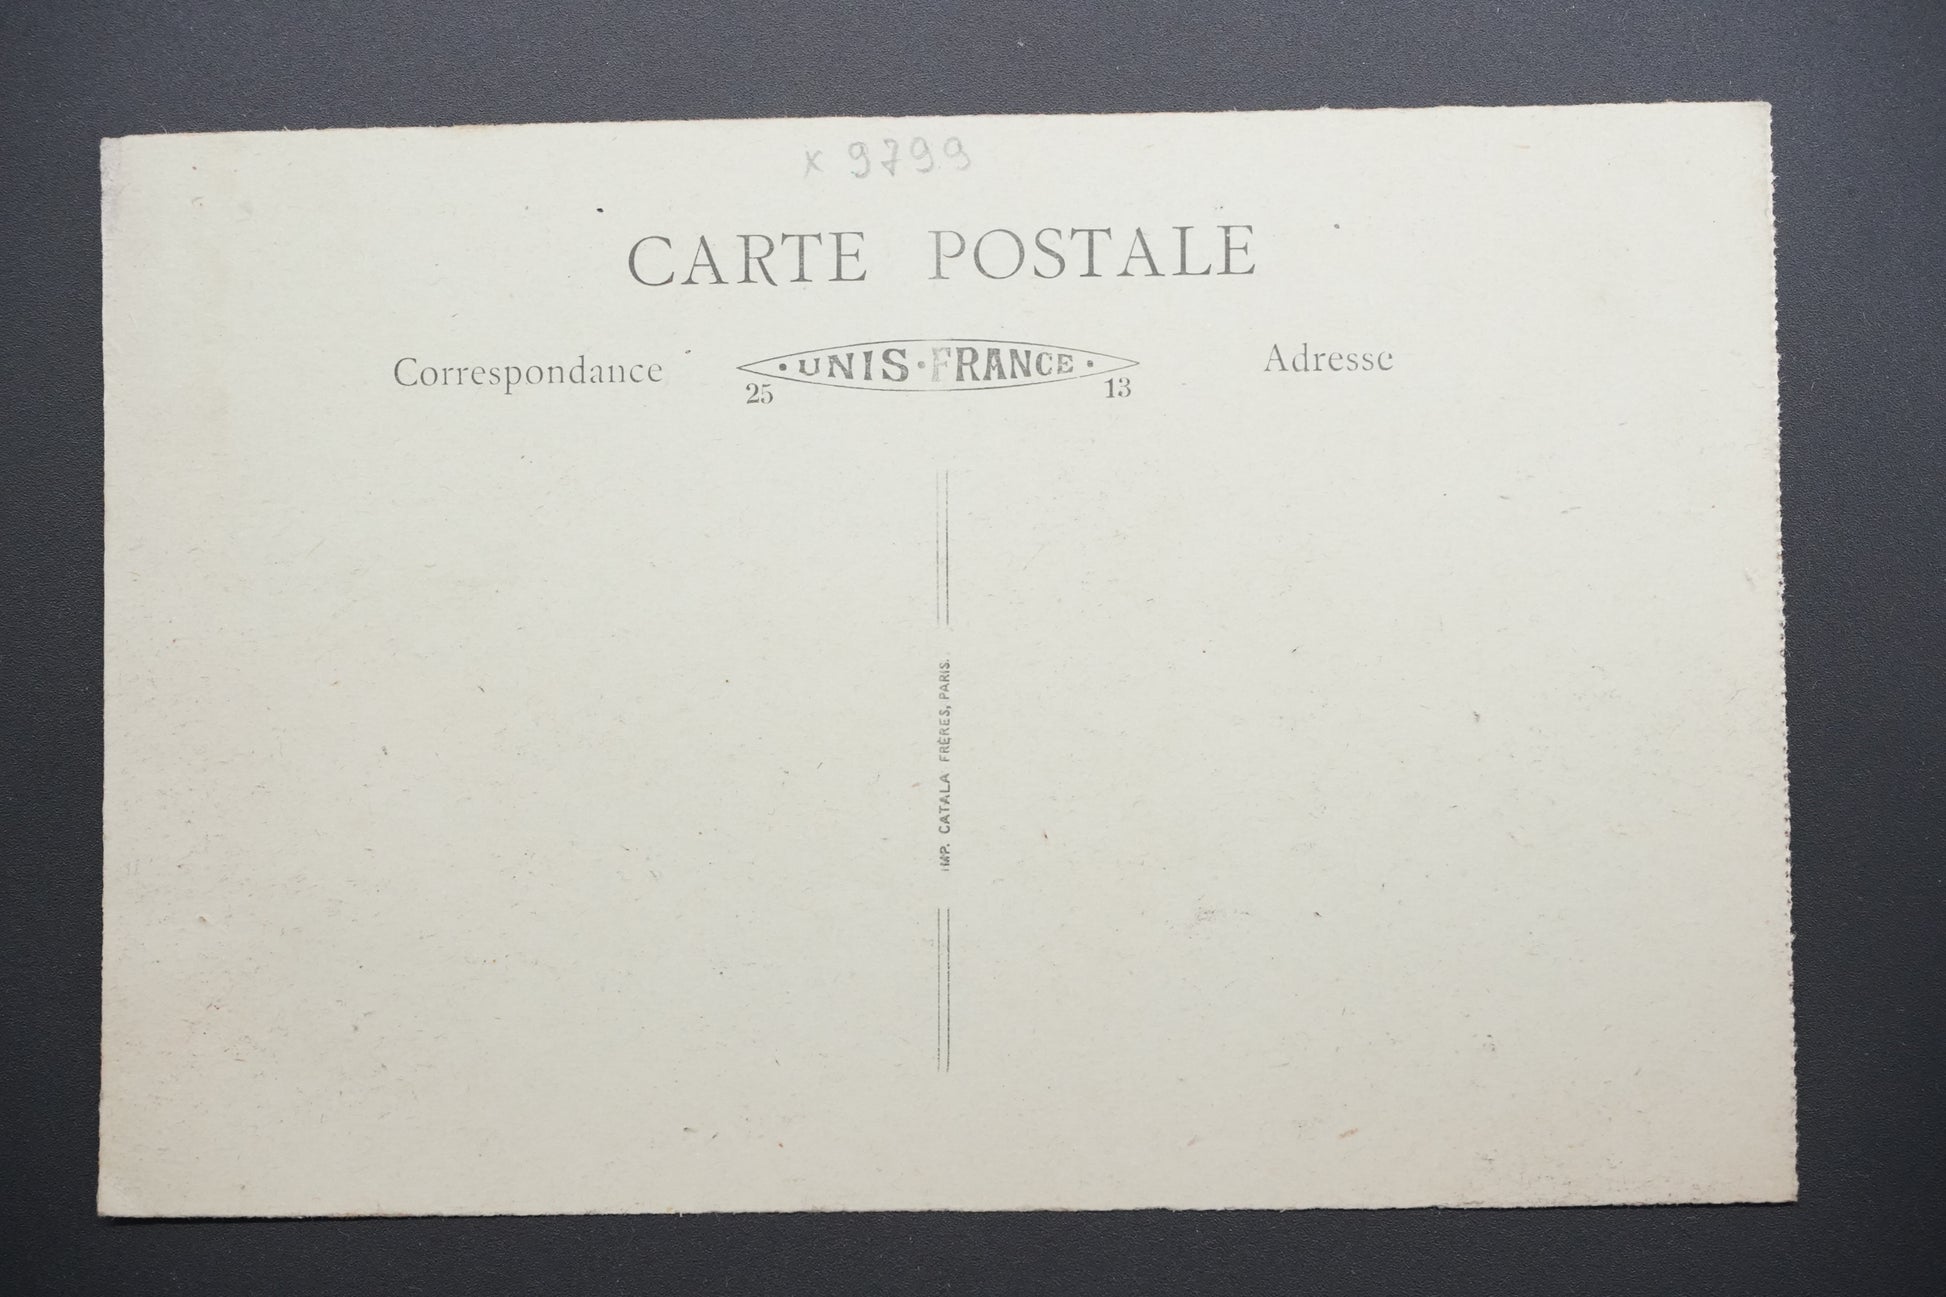 x 9799
CARTE POSTALE
Correspondance
·UNIS·FRANCE·
25 13
Adresse
IMP. CATALA FRÈRES, PARIS.